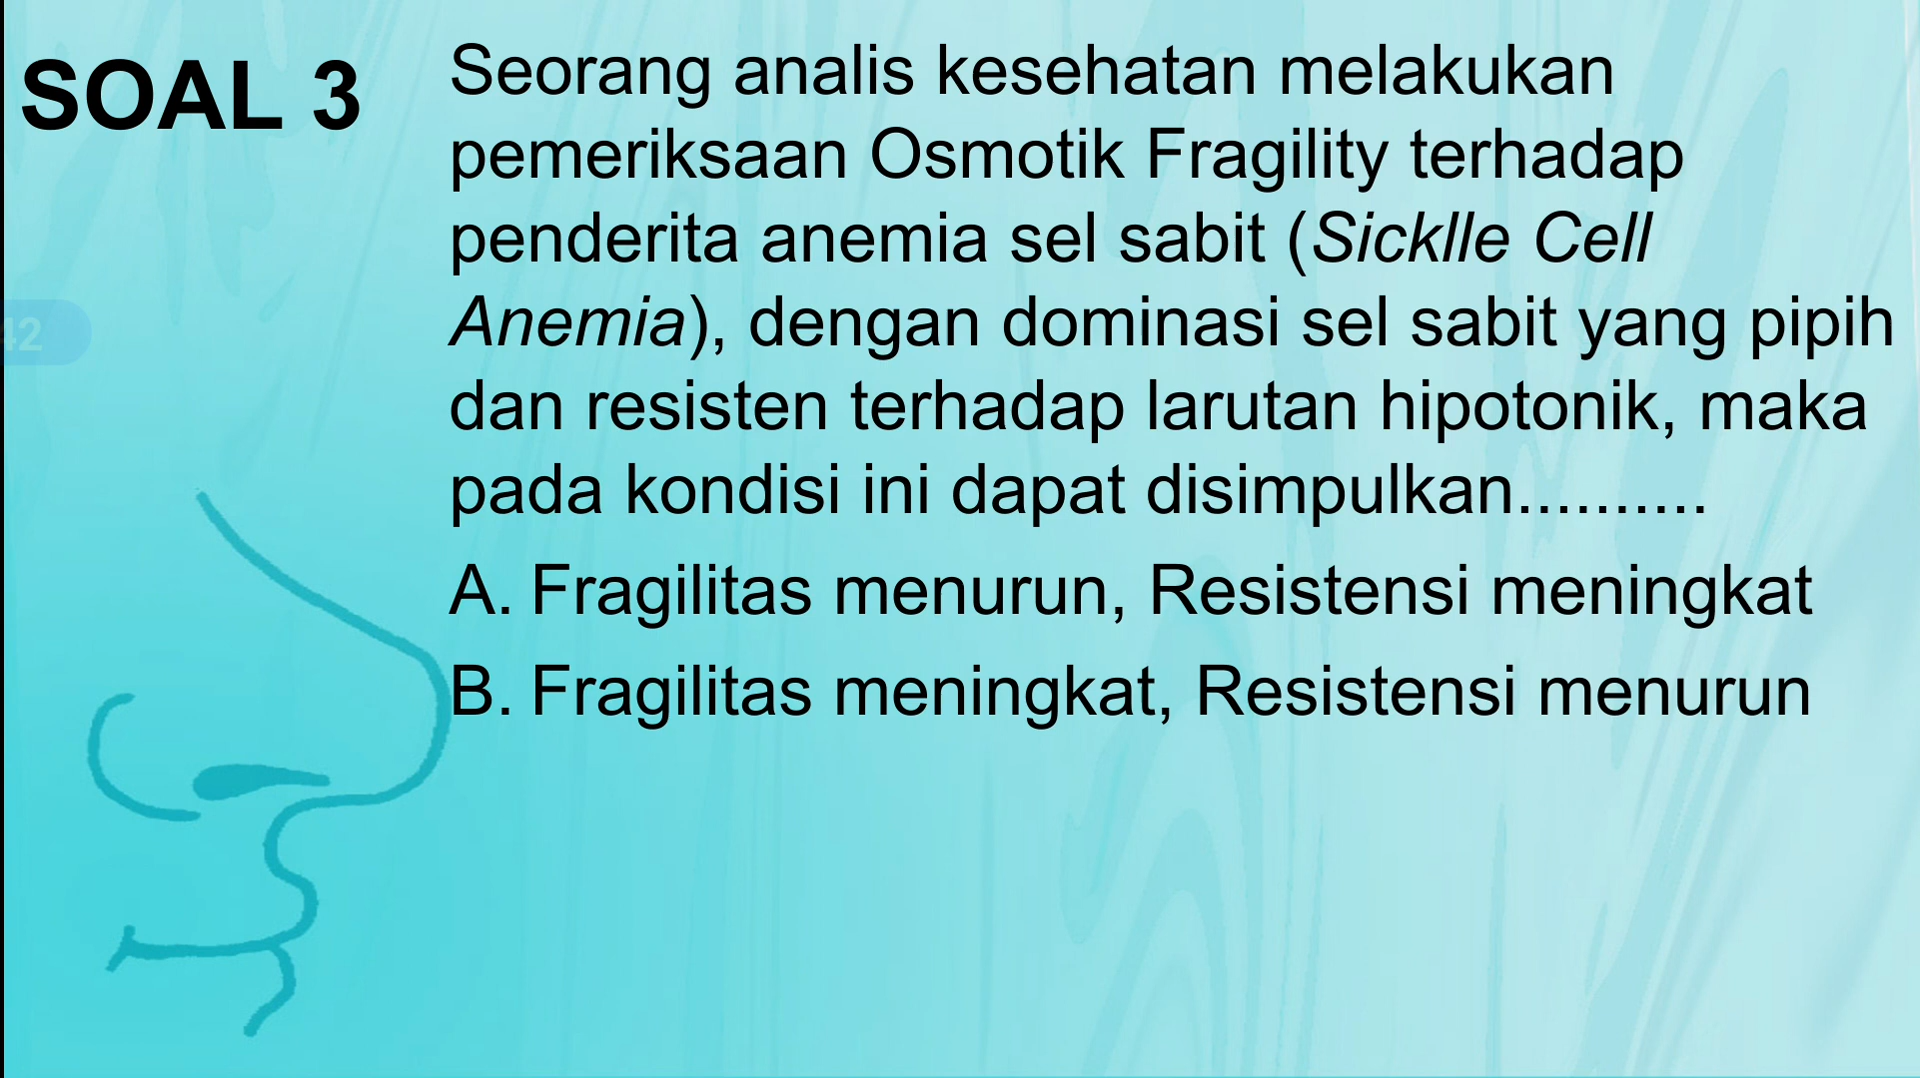 SOAL 3
Seorang analis kesehatan melakukan
pemeriksaan Osmotik Fragility terhadap
penderita anemia sel sabit (Sicklle Cell
Anemia), dengan dominasi sel sabit yang pipih
dan resisten terhadap larutan hipotonik, maka
pada kondisi ini dapat disimpulkan..........
A. Fragilitas menurun, Resistensi meningkat
B. Fragilitas meningkat, Resistensi menurun
42